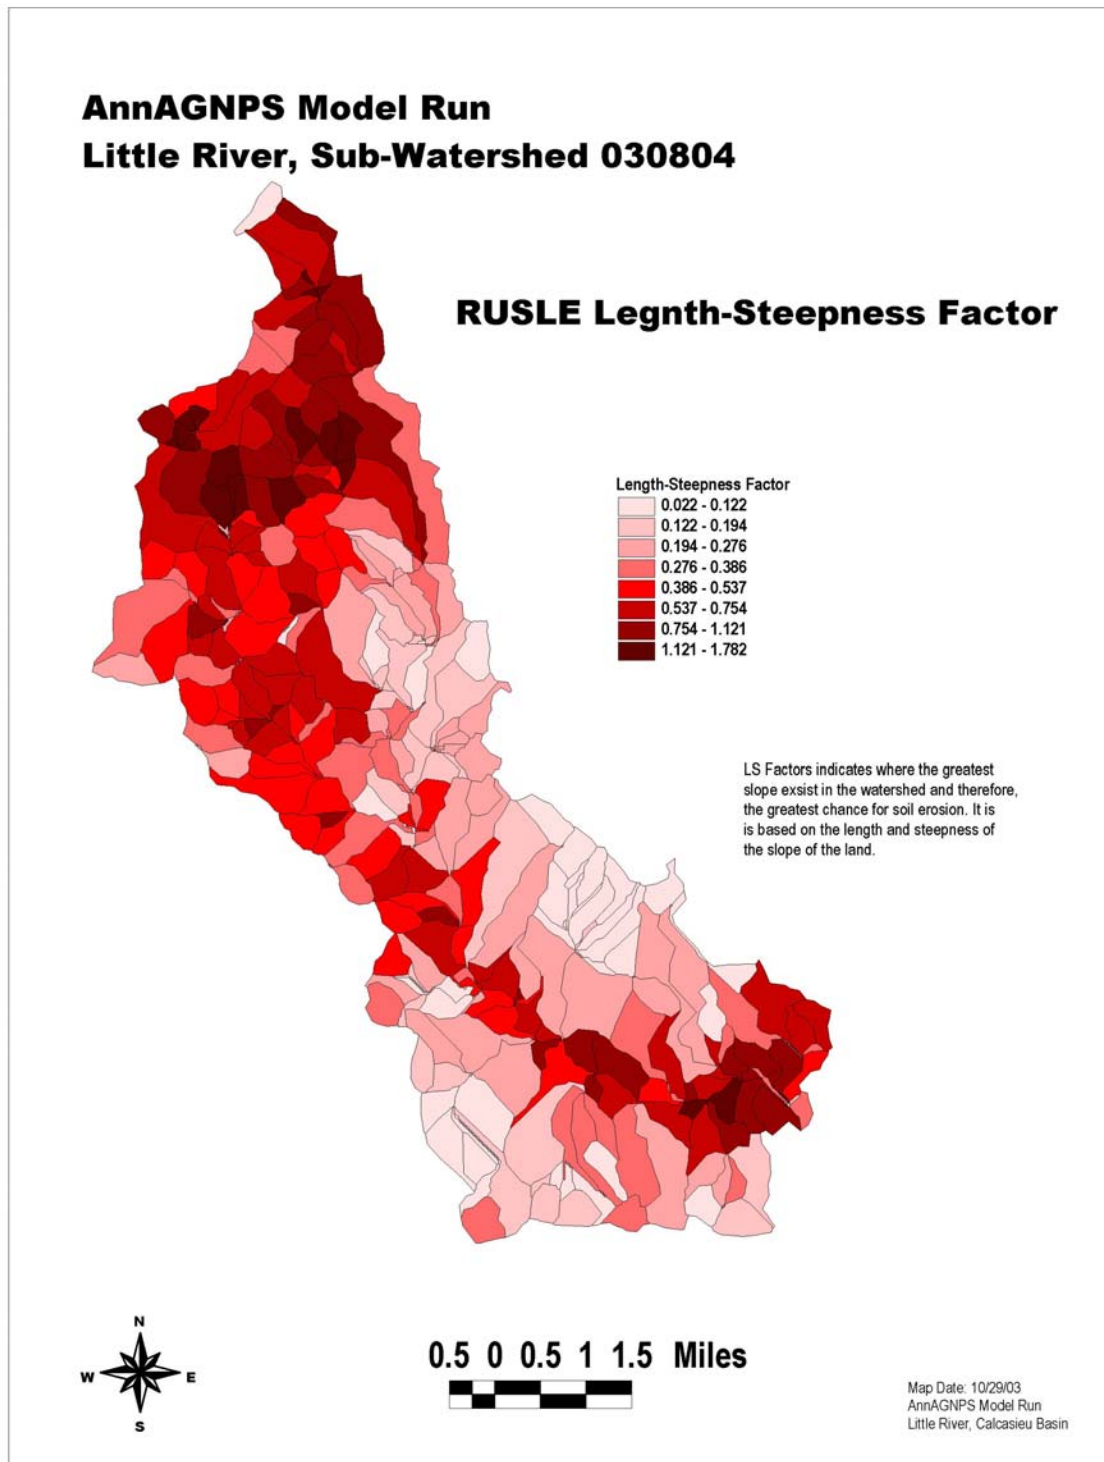 AnnAGNPS Model Run
Little River, Sub-Watershed 030804
RUSLE Legnth-Steepness Factor
Length-Steepness Factor
0.022 - 0.122
0.122 - 0.194
0.194 - 0.276
0.276 - 0.386
0.386 - 0.537
0.537 - 0.754
0.754 - 1.121
1.121 - 1.782
LS Factors indicates where the greatest
slope exsist in the watershed and therefore,
the greatest chance for soil erosion. It is
is based on the length and steepness of
the slope of the land.
N
W E
S
0.5 0 0.5 1 1.5 Miles
Map Date: 10/29/03
AnnAGNPS Model Run
Little River, Calcasieu Basin